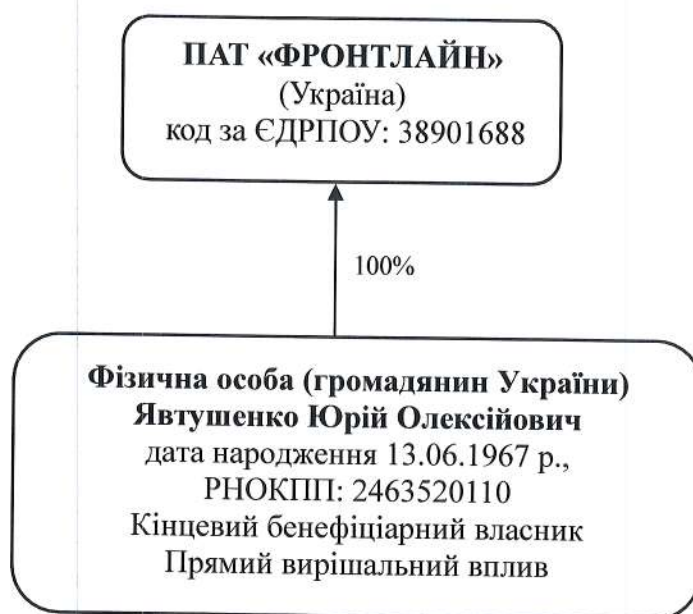 ПАТ «ФРОНТЛАЙН»
(Україна)
код за ЄДРПОУ: 38901688
100%
Фізична особа (громадянин України)
Явтушенко Юрій Олексійович
дата народження 13.06.1967 р.,
РНОКПП: 2463520110
Кінцевий бенефіціарний власник
Прямий вирішальний вплив